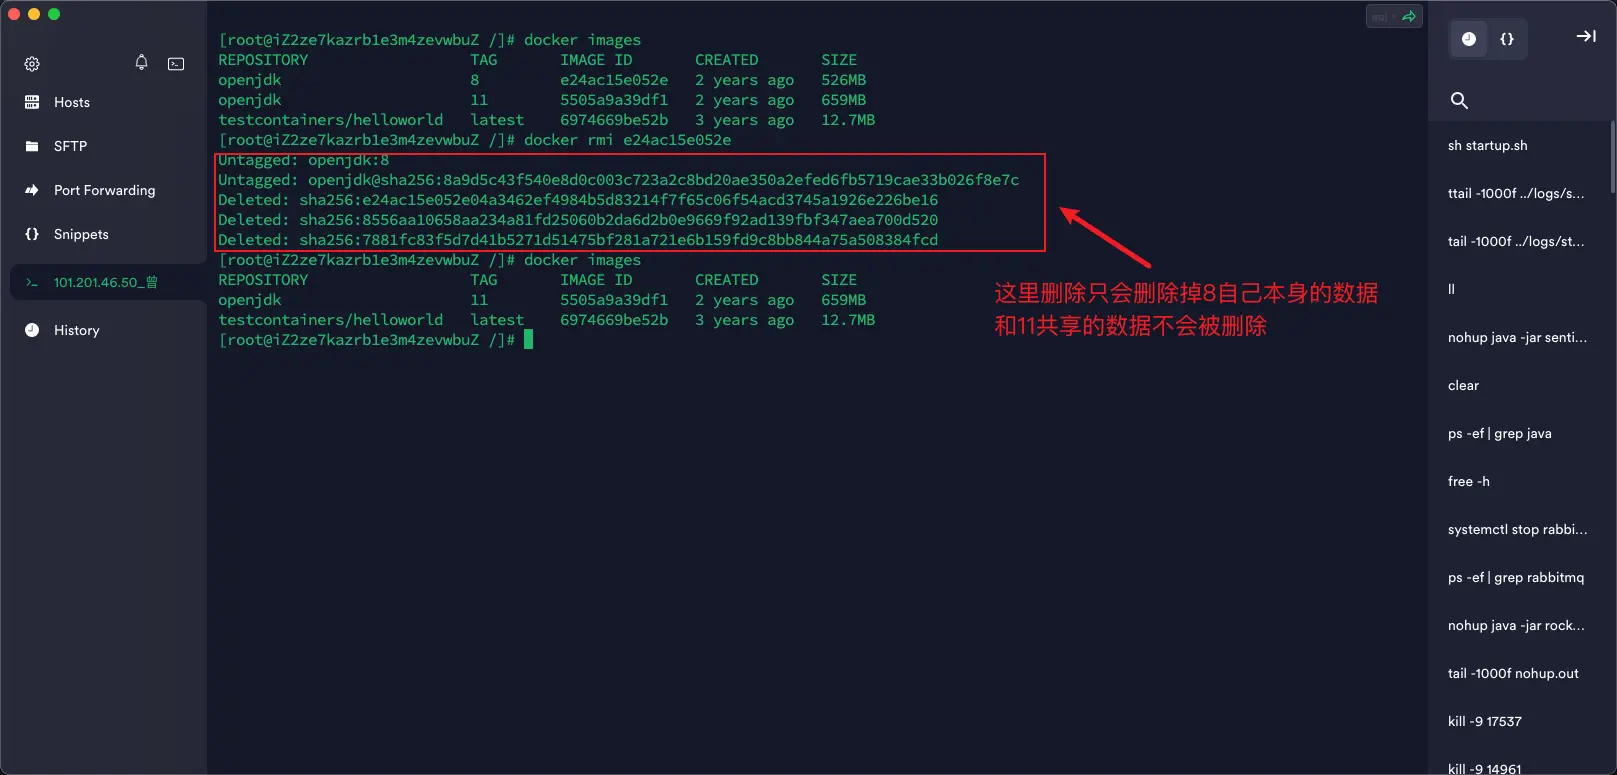 Hosts
SFTP
Port Forwarding
{} Snippets
>_ 101.201.46.50_曾
History
[root@iZ2ze7kazrb1e3m4zevwbuZ /]# docker images
REPOSITORY TAG IMAGE ID CREATED SIZE
openjdk 8 e24ac15e052e 2 years ago 526MB
openjdk 11 5505a9a39df1 2 years ago 659MB
testcontainers/helloworld latest 6974669be52b 3 years ago 12.7MB
[root@iZ2ze7kazrb1e3m4zevwbuZ /]# docker rmi e24ac15e052e
Untagged: openjdk:8
Untagged: openjdk@sha256:8a9d5c43f540e8d0c003c723a2c8bd20ae350a2efed6fb5719cae33b026f8e7c
Deleted: sha256:e24ac15e052e04a3462ef4984b5d83214f7f65c06f54acd3745a1926e226be16
Deleted: sha256:8556aa10658aa234a81fd25060b2da6d2b0e9669f92ad139fbf347aea700d520
Deleted: sha256:7881fc83f5d7d41b5271d51475bf281a721e6b159fd9c8bb844a75a508384fcd
[root@iZ2ze7kazrb1e3m4zevwbuZ /]# docker images
REPOSITORY TAG IMAGE ID CREATED SIZE
openjdk 11 5505a9a39df1 2 years ago 659MB
testcontainers/helloworld latest 6974669be52b 3 years ago 12.7MB
[root@iZ2ze7kazrb1e3m4zevwbuZ /]#
这里删除只会删除掉8自己本身的数据
和11共享的数据不会被删除
{}
sh startup.sh
ttail -1000f ../logs/s...
tail -1000f ../logs/st...
ll
nohup java -jar senti...
clear
ps -ef | grep java
free -h
systemctl stop rabbi...
ps -ef | grep rabbitmq
nohup java -jar rock...
tail -1000f nohup.out
kill -9 17537
kill -9 14961